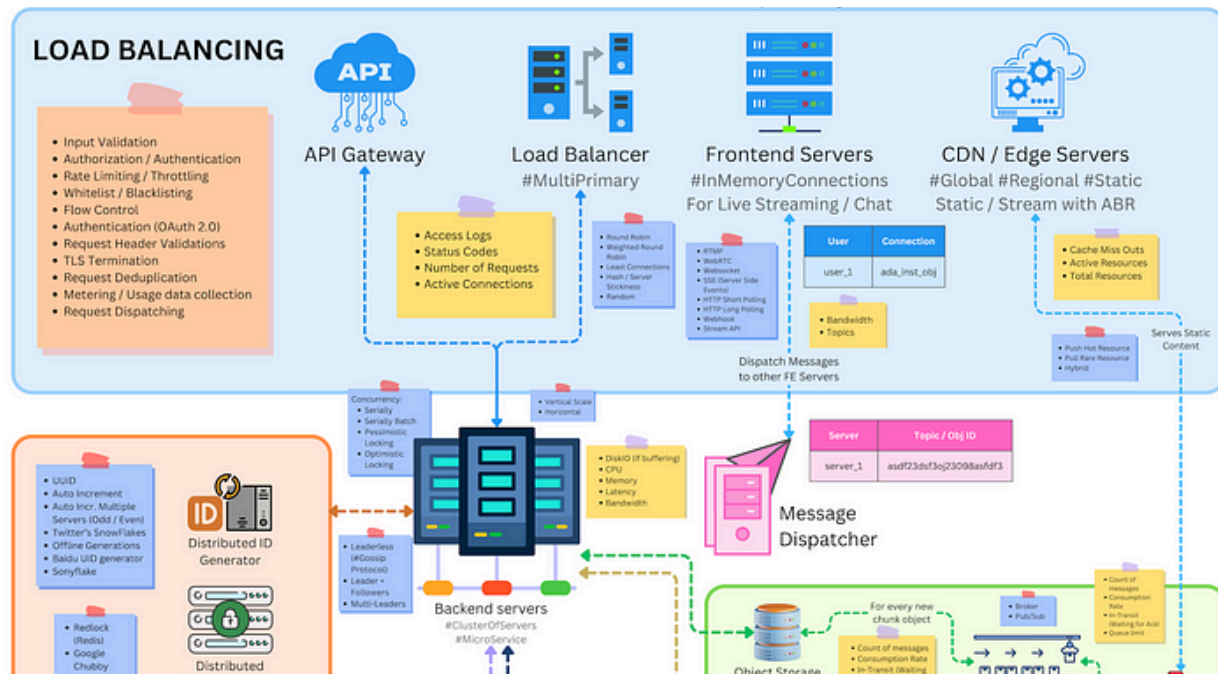 LOAD BALANCING
• Input Validation
• Authorization / Authentication
• Rate Limiting / Throttling
• Whitelist / Blacklisting
• Flow Control
• Authentication (OAuth 2.0)
• Request Header Validations
• TLS Termination
• Request Deduplication
• Metering / Usage data collection
• Request Dispatching
API
API Gateway
Load Balancer
#MultiPrimary
Frontend Servers
#InMemoryConnections
For Live Streaming / Chat
CDN / Edge Servers
#Global #Regional #Static
Static / Stream with ABR
• Access Logs
• Status Codes
• Number of Requests
• Active Connections
• Round Robin
• Weighted Round
Robin
• Least Connections
• Hash / Server
Stickiness
• Random
• RTMP
• WebRTC
• Websocket
• SSE (Server Side
Events)
• HTTP Short Polling
• HTTP Long Polling
• Webhook
• Stream API
User Connection
user_1 ada_inst_obj
• Bandwidth
• Topics
• Cache Miss Outs
• Active Resources
• Total Resources
• Push Hot Resource
• Pull Rare Resource
• Hybrid
Serves Static
Content
Dispatch Messages
to other FE Servers
Concurrency:
• Serially
• Serially Batch
• Pessimistic
Locking
• Optimistic
Locking
• Vertical Scale
• Horizontal
• DiskIO (if buffering)
• CPU
• Memory
• Latency
• Bandwidth
Server Topic / Obj ID
server_1 asdf23dsf3oj23098asfdf3
Message
Dispatcher
• UUID
• Auto Increment
• Auto Incr. Multiple
Servers (Odd / Even)
• Twitter's SnowFlakes
• Offline Generations
• Baidu UID generator
• Sonyflake
ID
Distributed ID
Generator
• Leaderless
(#Gossip
Protocol)
• Leader +
Followers
• Multi-Leaders
Backend servers
#ClusterOfServers
#MicroService
• Redlock
(Redis)
• Google
Chubby
Distributed
Object Storage
For every new
chunk object
• Count of messages
• Consumption Rate
• In-Transit (Waiting
• Broker
• Pub/Sub
• Count of
messages
• Consumption
Rate
• In-Transit
(Waiting for Ack)
• Queue limit